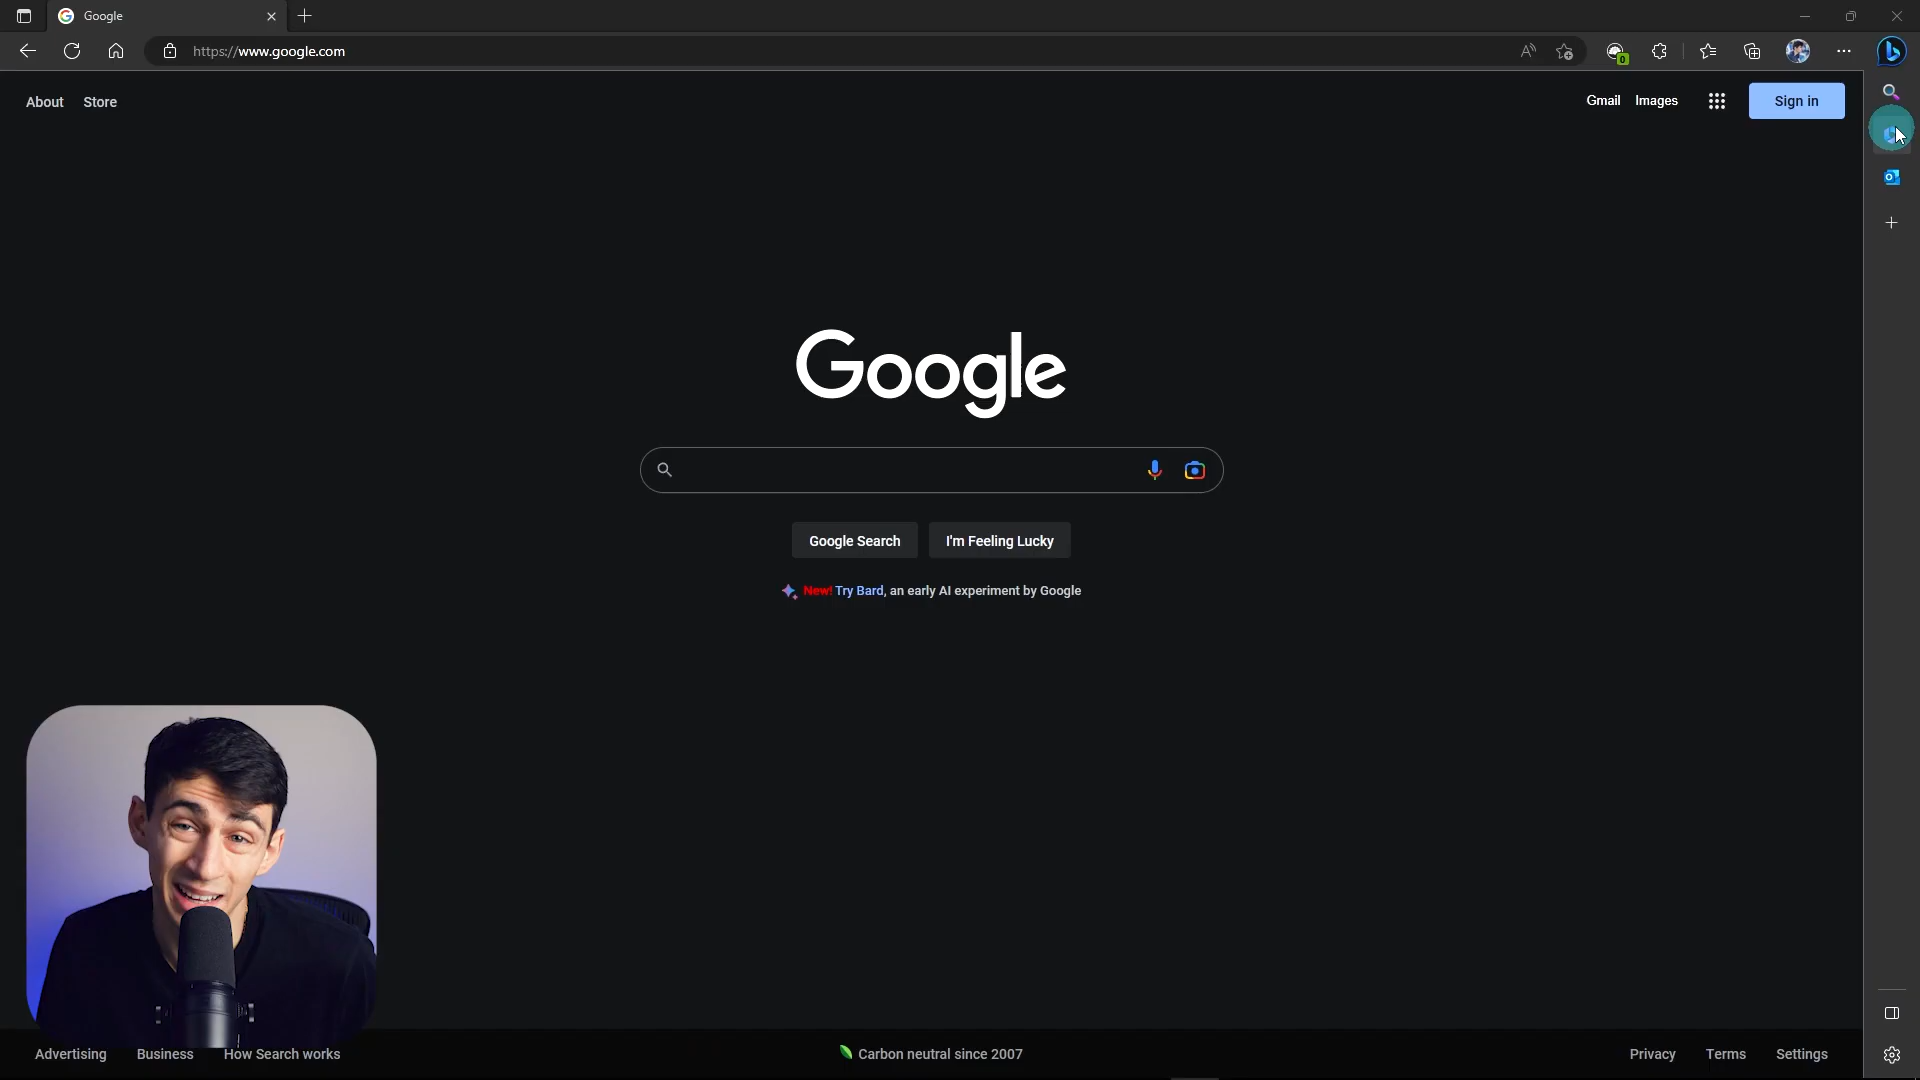 Google
https://www.google.com
About Store
Gmail Images Sign in
Google
Google Search I'm Feeling Lucky
New! Try Bard, an early AI experiment by Google
Advertising Business How Search works
Carbon neutral since 2007
Privacy Terms Settings